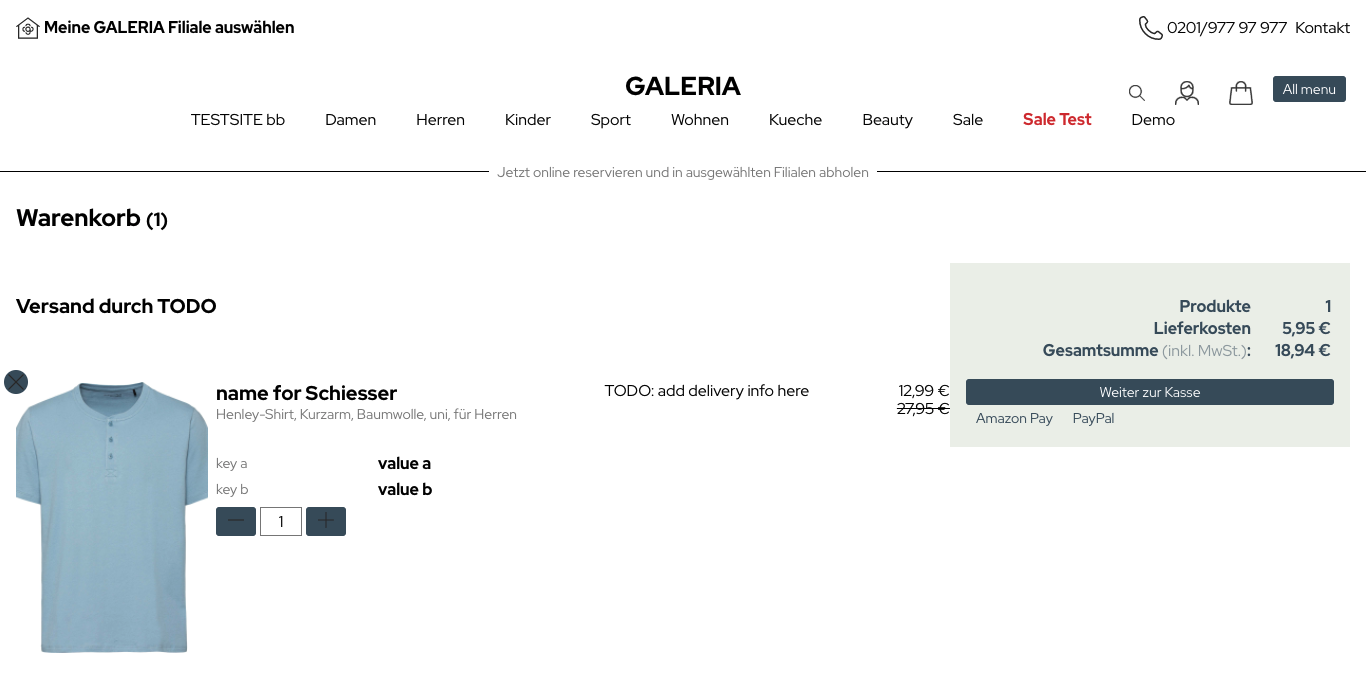 Meine GALERIA Filiale auswählen
0201/977 97 977 Kontakt
GALERIA
All menu
TESTSITE bb Damen Herren Kinder Sport Wohnen Kueche Beauty Sale Sale Test Demo
Jetzt online reservieren und in ausgewählten Filialen abholen
Warenkorb (1)
Versand durch TODO
name for Schiesser
Henley-Shirt, Kurzarm, Baumwolle, uni, für Herren
key a value a
key b value b
1
TODO: add delivery info here
12,99 €
27,95 €
Produkte 1
Lieferkosten 5,95 €
Gesamtsumme (inkl. MwSt.): 18,94 €
Weiter zur Kasse
Amazon Pay PayPal